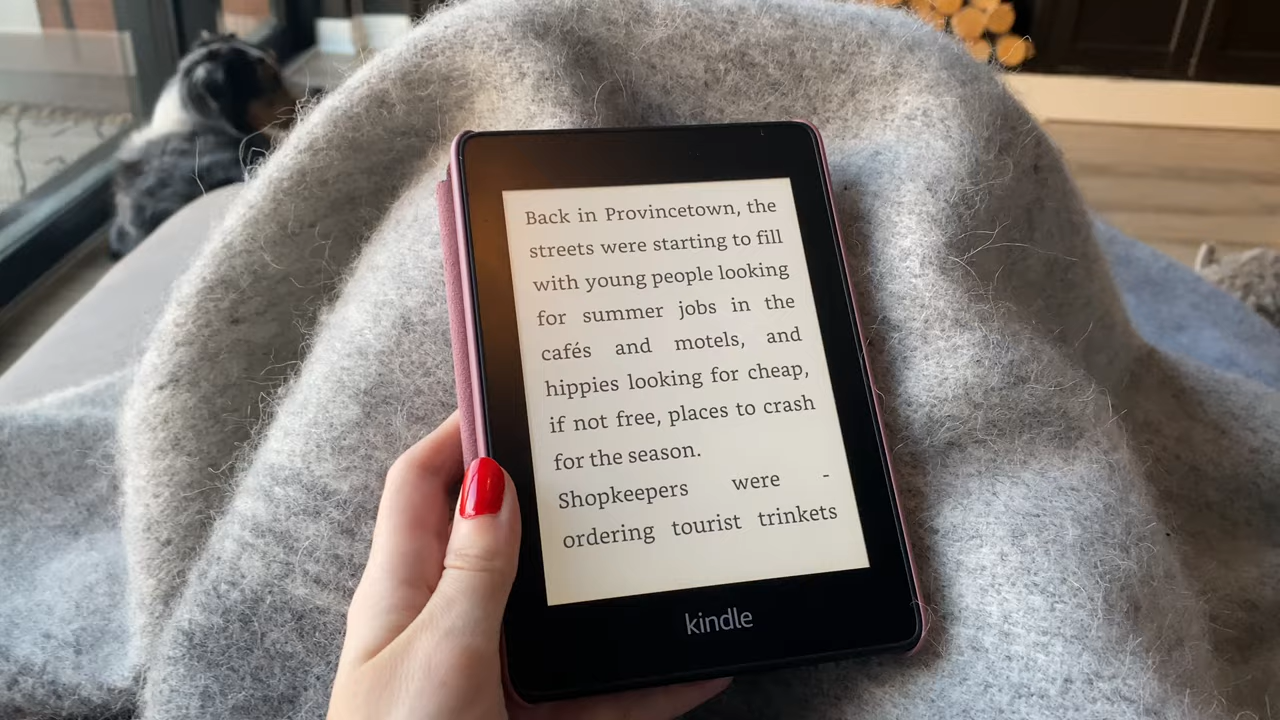 Back in Provincetown, the
streets were starting to fill
with young people looking
for summer jobs in the
cafés and motels, and
hippies looking for cheap,
if not free, places to crash
for the season.
Shopkeepers were -
ordering tourist trinkets
kindle